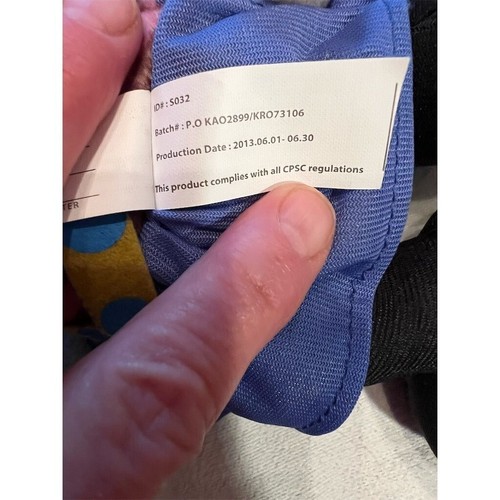 ID# : S032
Batch# : P.O KAO2899/KRO73106
Production Date : 2013.06.01- 06.30
This product complies with all CPSC regulations
TER